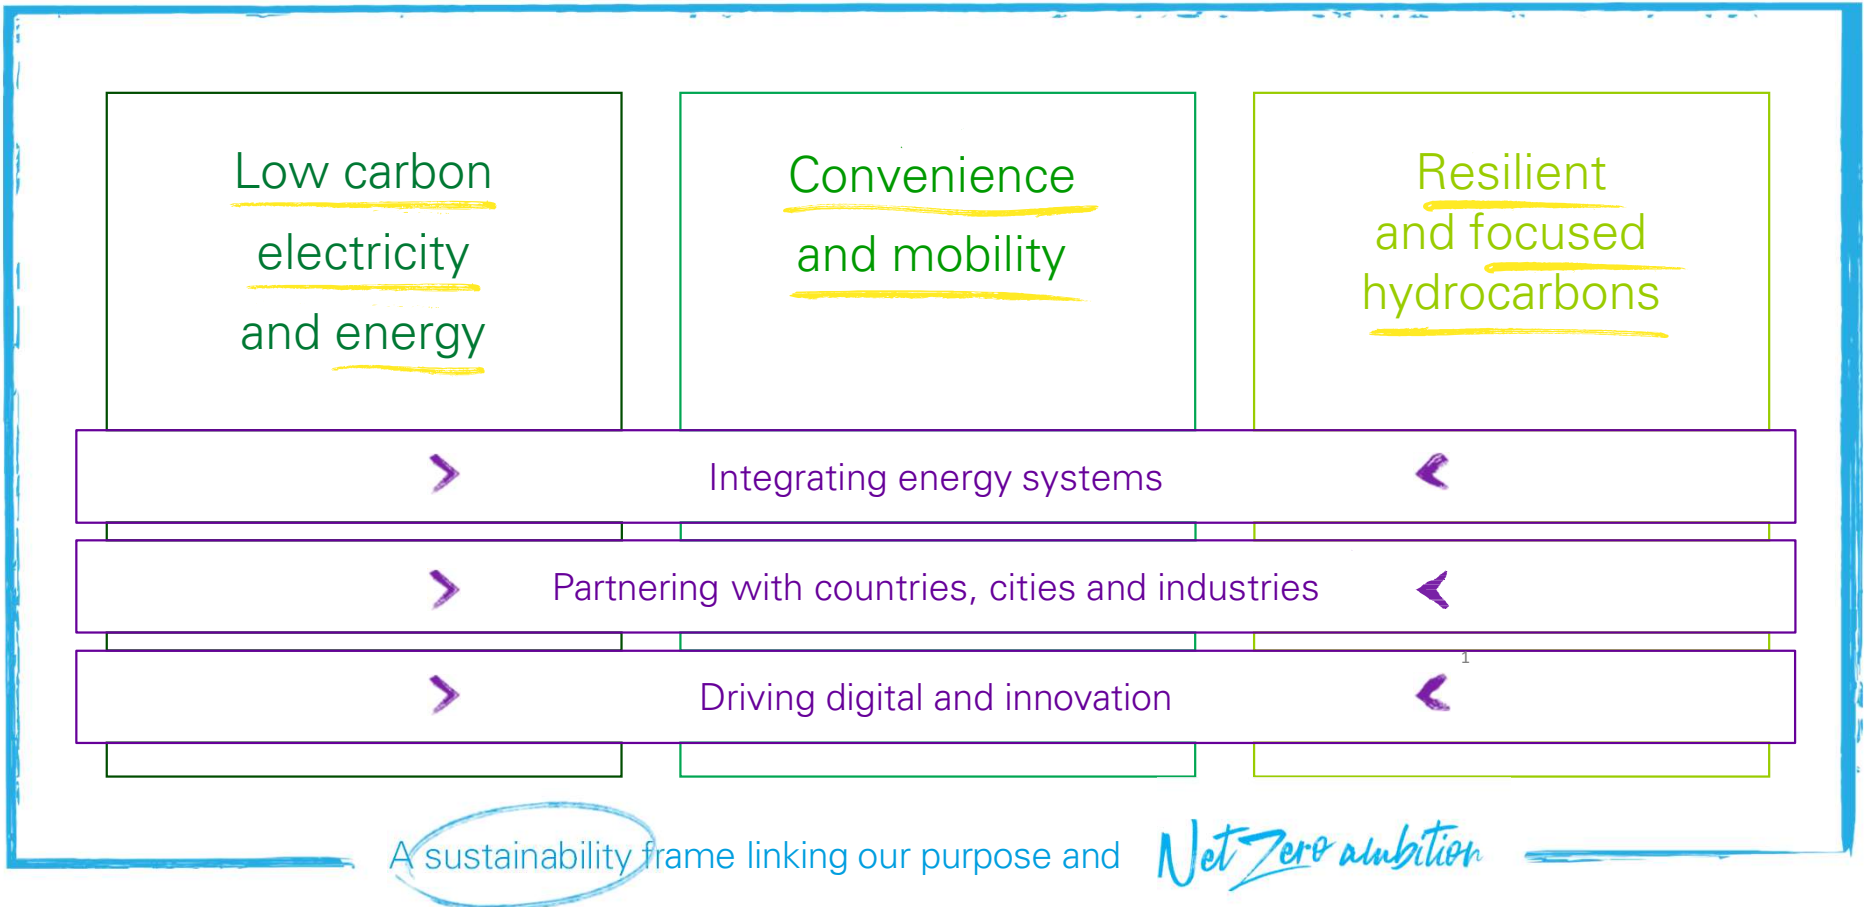 Low carbon
electricity
and energy
Convenience
and mobility
Resilient
and focused
hydrocarbons
Integrating energy systems
Partnering with countries, cities and industries
1
Driving digital and innovation
A sustainability frame linking our purpose and Net Zero ambition